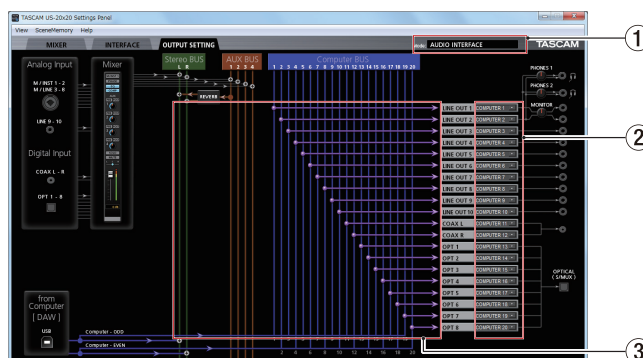 TASCAM US-20x20 Settings Panel
View SceneMemory Help
MIXER INTERFACE OUTPUT SETTING
mode AUDIO INTERFACE
TASCAM
1
Analog Input
M / INST 1 - 2
M / LINE 3 - 8
LINE 9 - 10
Digital Input
COAX L - R
OPT 1 - 8
Mixer
Stereo BUS
L R
AUX BUS
1 2 3 4
Computer BUS
1 2 3 4 5 6 7 8 9 10 11 12 13 14 15 16 17 18 19 20
REVERB
LINE OUT 1 COMPUTER 1
LINE OUT 2 COMPUTER 2
LINE OUT 3 COMPUTER 3
LINE OUT 4 COMPUTER 4
LINE OUT 5 COMPUTER 5
LINE OUT 6 COMPUTER 6
LINE OUT 7 COMPUTER 7
LINE OUT 8 COMPUTER 8
LINE OUT 9 COMPUTER 9
LINE OUT 10 COMPUTER 10
COAX L COMPUTER 11
COAX R COMPUTER 12
OPT 1 COMPUTER 13
OPT 2 COMPUTER 14
OPT 3 COMPUTER 15
OPT 4 COMPUTER 16
OPT 5 COMPUTER 17
OPT 6 COMPUTER 18
OPT 7 COMPUTER 19
OPT 8 COMPUTER 20
PHONES 1
PHONES 2
MONITOR
2
OPTICAL
( S/MUX )
from
Computer
[ DAW ]
USB
Computer - ODD
Computer - EVEN
2 4 6 8 10 12 14 16 18 20
3